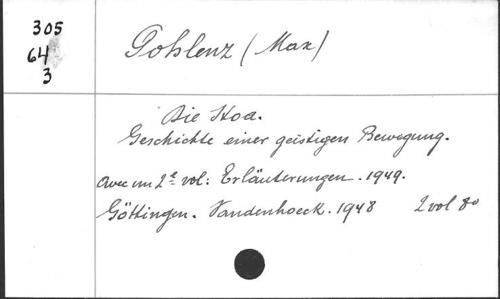 305
64
3
Pohlenz (Max)
Die Stoa.
Geschichte einer geistigen Bewegung.
avec un 2e vol: Erläuterungen. 1949.
Göttingen. Vandenhoeck. 1948 2 vol 8o